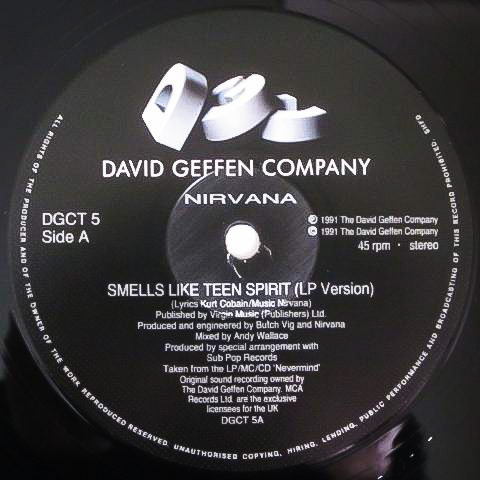 DGC
DAVID GEFFEN COMPANY
NIRVANA
DGCT 5
Side A
℗ 1991 The David Geffen Company
© 1991 The David Geffen Company
45 rpm · stereo
SMELLS LIKE TEEN SPIRIT (LP Version)
(Lyrics Kurt Cobain/Music Nirvana)
Published by Virgin Music (Publishers) Ltd.
Produced and engineered by Butch Vig and Nirvana
Mixed by Andy Wallace
Produced by special arrangement with
Sub Pop Records
Taken from the LP/MC/CD 'Nevermind'
Original sound recording owned by
The David Geffen Company. MCA
Records Ltd. are the exclusive
licensees for the UK
DGCT 5A
ALL RIGHTS OF THE PRODUCER AND OF THE OWNER OF THE WORK REPRODUCED RESERVED. UNAUTHORISED COPYING, HIRING, LENDING, PUBLIC PERFORMANCE AND BROADCASTING OF THIS RECORD PROHIBITED.